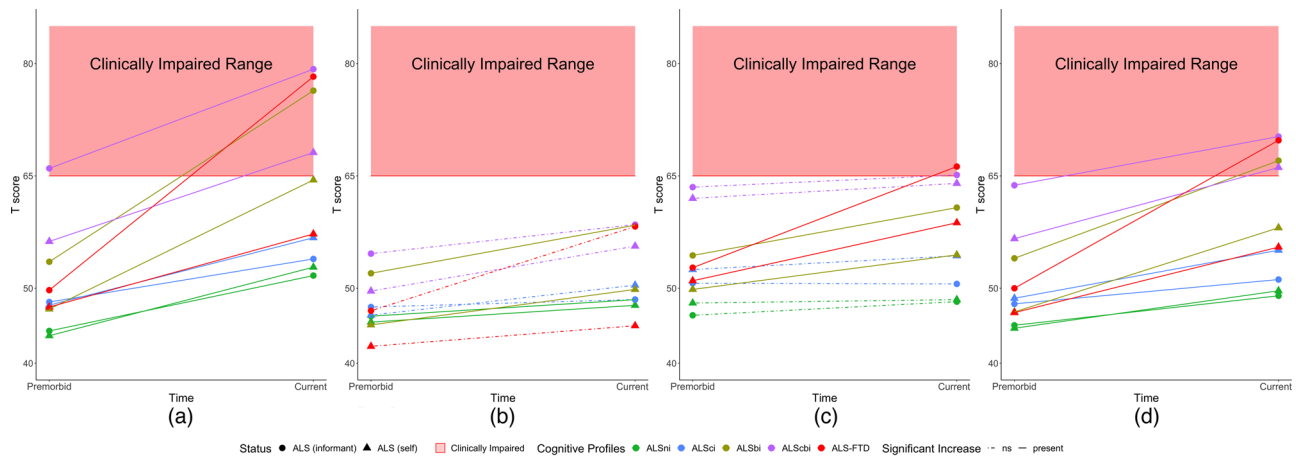 Clinically Impaired Range
80
65
50
40
T score
Premorbid
Current
Time
(a)
Clinically Impaired Range
80
65
50
40
T score
Premorbid
Current
Time
(b)
Clinically Impaired Range
80
65
50
40
T score
Premorbid
Current
Time
(c)
Clinically Impaired Range
80
65
50
40
T score
Premorbid
Current
Time
(d)
Status ALS (informant) ALS (self) Clinically Impaired Cognitive Profiles ALSni ALSci ALSbi ALScbi ALS-FTD Significant Increase ns present